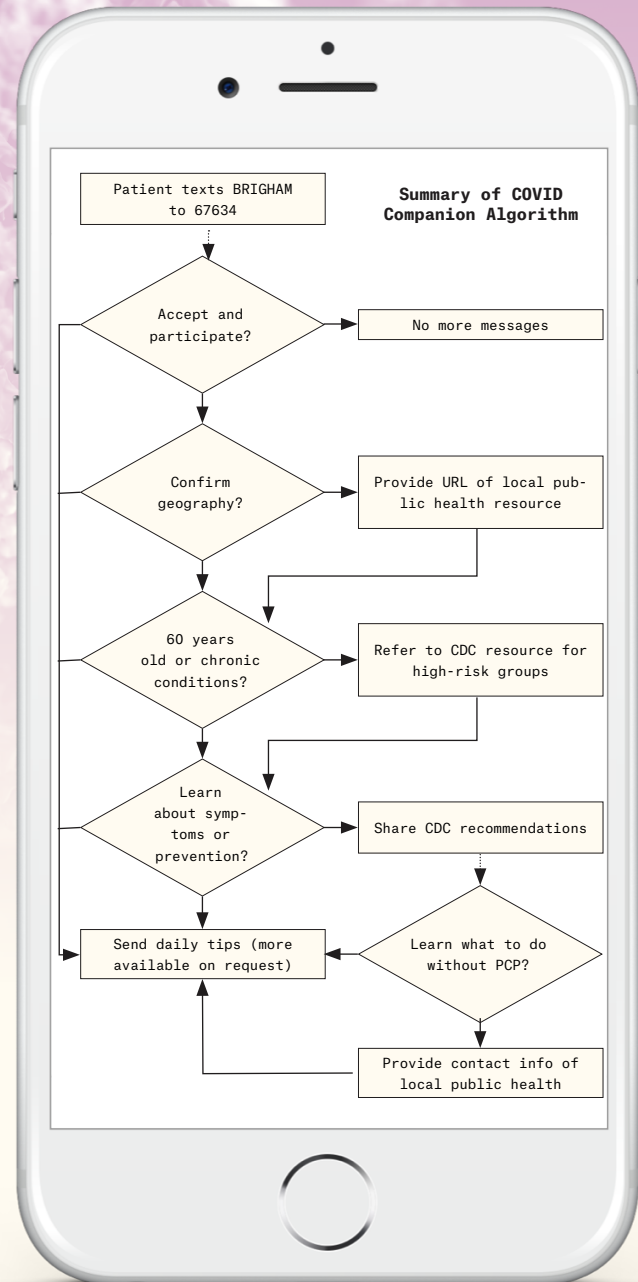 Patient texts BRIGHAM
to 67634
Summary of COVID
Companion Algorithm
Accept and
participate?
No more messages
Confirm
geography?
Provide URL of local pub-
lic health resource
60 years
old or chronic
conditions?
Refer to CDC resource for
high-risk groups
Learn
about symp-
toms or
prevention?
Share CDC recommendations
Send daily tips (more
available on request)
Learn what to do
without PCP?
Provide contact info of
local public health